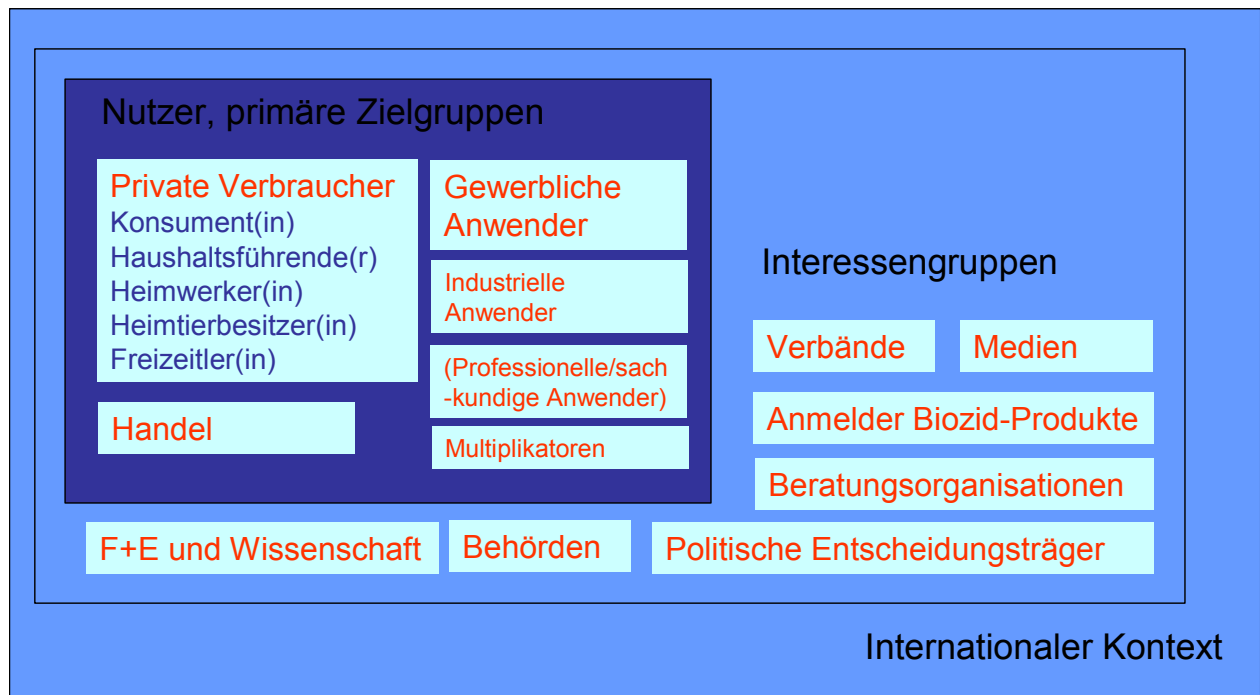 Nutzer, primäre Zielgruppen
Private Verbraucher
Konsument(in)
Haushaltsführende(r)
Heimwerker(in)
Heimtierbesitzer(in)
Freizeitler(in)
Handel
Gewerbliche
Anwender
Industrielle
Anwender
(Professionelle/sach
-kundige Anwender)
Multiplikatoren
Interessengruppen
Verbände
Medien
Anmelder Biozid-Produkte
Beratungsorganisationen
F+E und Wissenschaft
Behörden
Politische Entscheidungsträger
Internationaler Kontext